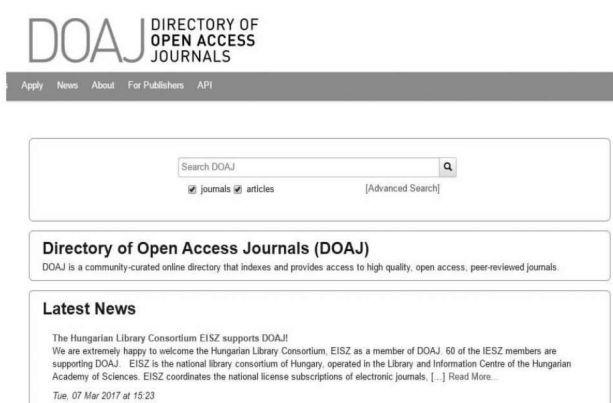 DOAJ
DIRECTORY OF
OPEN ACCESS
JOURNALS
Apply News About For Publishers API
Search DOAJ
journals articles [Advanced Search]
Directory of Open Access Journals (DOAJ)
DOAJ is a community-curated online directory that indexes and provides access to high quality, open access, peer-reviewed journals.
Latest News
The Hungarian Library Consortium EISZ supports DOAJ!
We are extremely happy to welcome the Hungarian Library Consortium, EISZ as a member of DOAJ. 60 of the IESZ members are
supporting DOAJ. EISZ is the national library consortium of Hungary, operated in the Library and Information Centre of the Hungarian
Academy of Sciences. EISZ coordinates the national license subscriptions of electronic journals, [...] Read More...
Tue, 07 Mar 2017 at 15:23